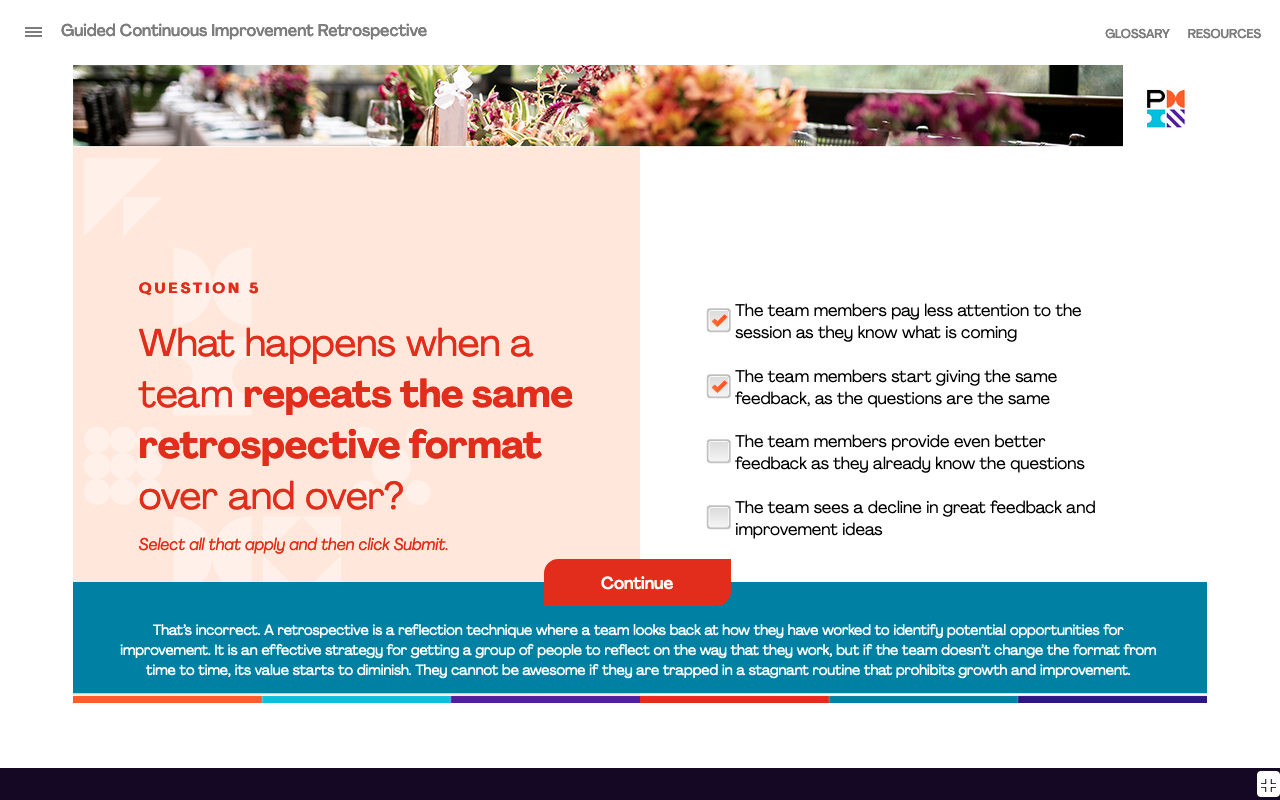 Guided Continuous Improvement Retrospective
GLOSSARY
RESOURCES
P
QUESTION 5
What happens when a
team repeats the same
retrospective format
over and over?
Select all that apply and then click Submit.
The team members pay less attention to the
session as they know what is coming
The team members start giving the same
feedback, as the questions are the same
The team members provide even better
feedback as they already know the questions
The team sees a decline in great feedback and
improvement ideas
Continue
That's incorrect. A retrospective is a reflection technique where a team looks back at how they have worked to identify potential opportunities for
improvement. It is an effective strategy for getting a group of people to reflect on the way that they work, but if the team doesn't change the format from
time to time, its value starts to diminish. They cannot be awesome if they are trapped in a stagnant routine that prohibits growth and improvement.